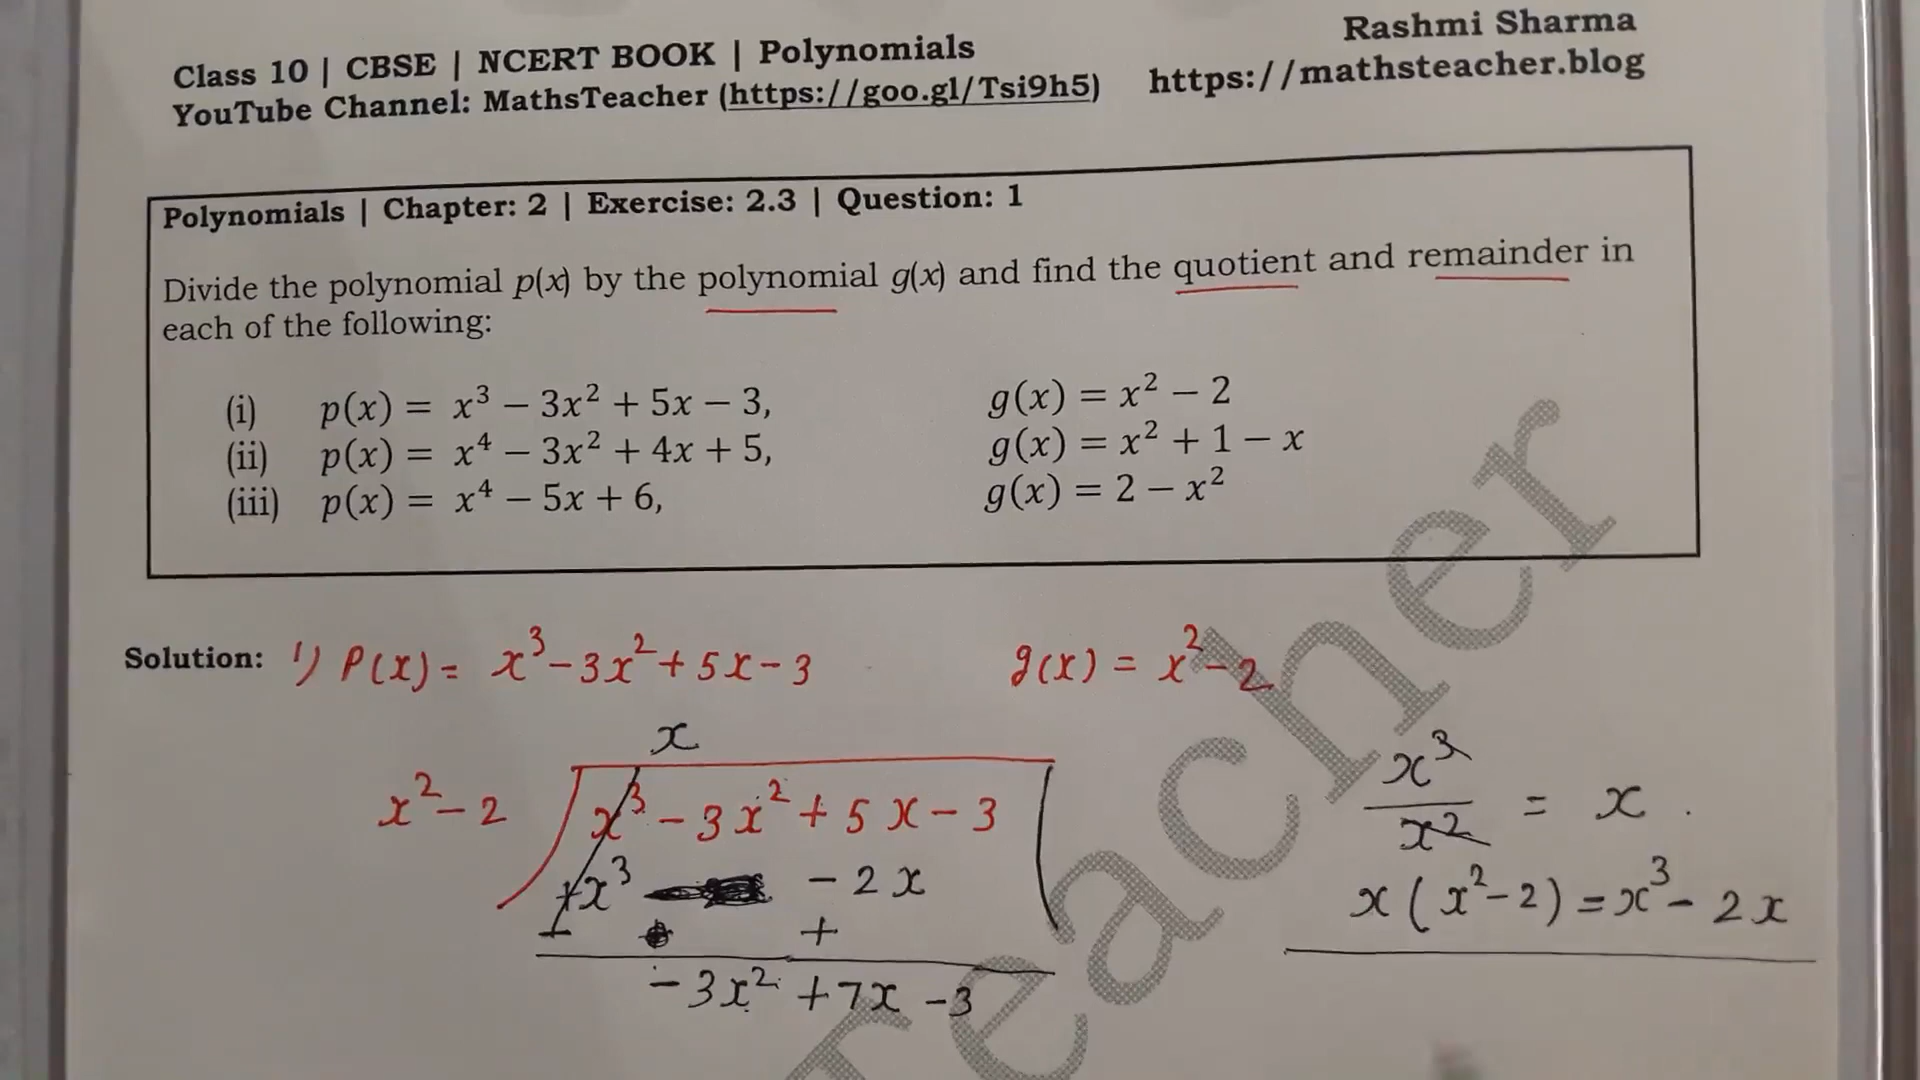 Class 10 | CBSE | NCERT BOOK | Polynomials
Rashmi Sharma
YouTube Channel: MathsTeacher (https://goo.gl/Tsi9h5)
https://mathsteacher.blog
Polynomials | Chapter: 2 | Exercise: 2.3 | Question: 1
Divide the polynomial p(x) by the polynomial g(x) and find the quotient and remainder in
each of the following:
(i) p(x) = x³ − 3x² + 5x − 3, g(x) = x² − 2
(ii) p(x) = x⁴ − 3x² + 4x + 5, g(x) = x² + 1 − x
(iii) p(x) = x⁴ − 5x + 6, g(x) = 2 − x²
Solution: 1) P(x) = x³ − 3x² + 5x − 3 g(x) = x² − 2
x
x² − 2 x³ − 3x² + 5x − 3
+x³ − 2x
− +
− 3x² + 7x − 3
x³
x² = x
x(x² − 2) = x³ − 2x
eacher